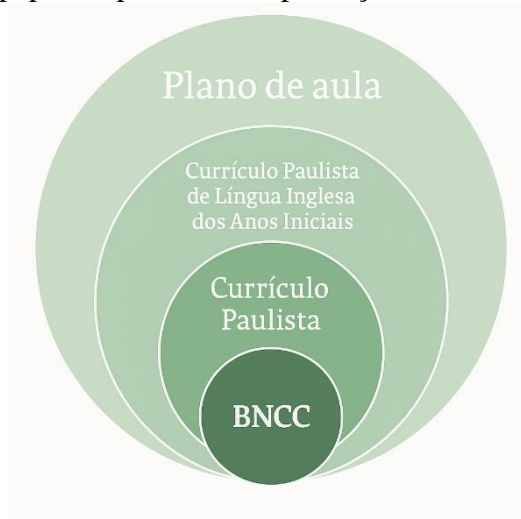 Plano de aula
Currículo Paulista
de Língua Inglesa
dos Anos Iniciais
Currículo
Paulista
BNCC